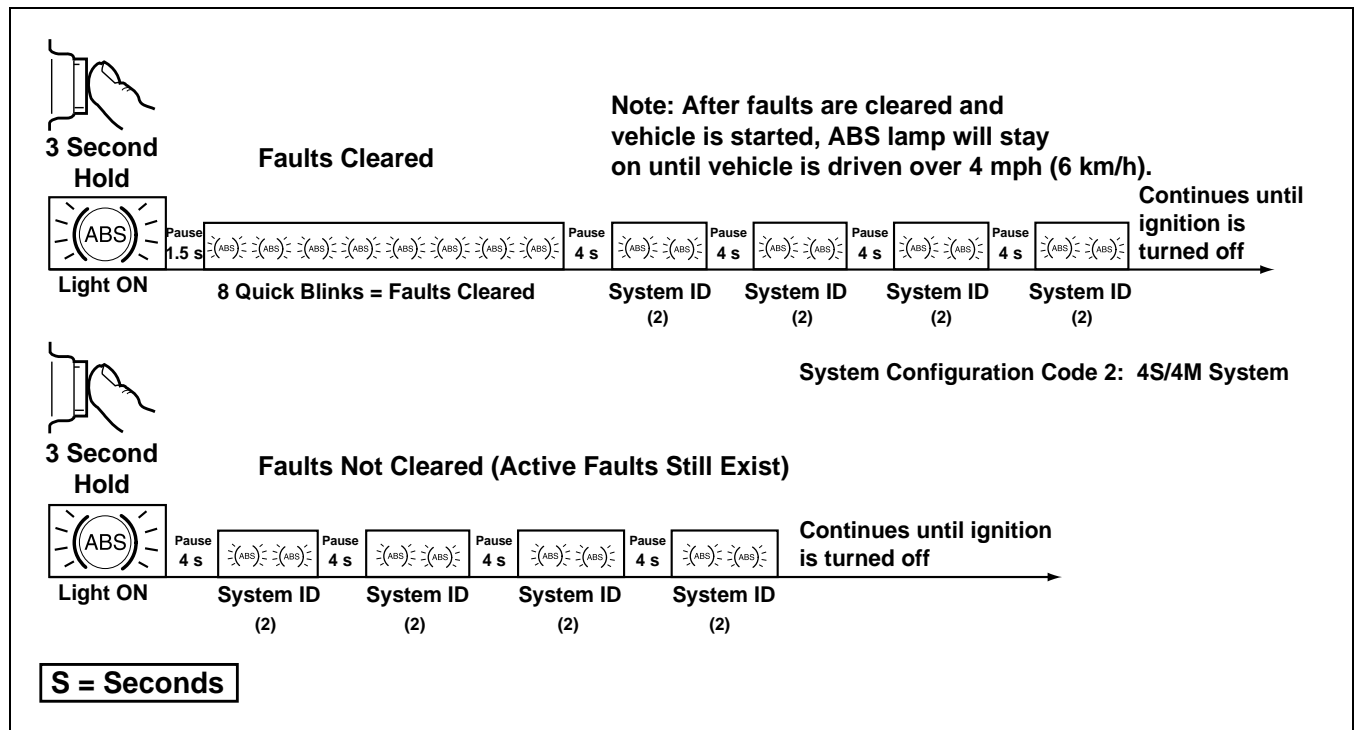 3 Second
Hold
Faults Cleared
Note: After faults are cleared and
vehicle is started, ABS lamp will stay
on until vehicle is driven over 4 mph (6 km/h).
Continues until
ignition is
turned off
ABS
Light ON
Pause
1.5 s
ABS ABS ABS ABS ABS ABS ABS ABS
8 Quick Blinks = Faults Cleared
Pause
4 s
ABS ABS
System ID
(2)
Pause
4 s
ABS ABS
System ID
(2)
Pause
4 s
ABS ABS
System ID
(2)
Pause
4 s
ABS ABS
System ID
(2)
System Configuration Code 2: 4S/4M System
3 Second
Hold
Faults Not Cleared (Active Faults Still Exist)
ABS
Light ON
Pause
4 s
ABS ABS
System ID
(2)
Pause
4 s
ABS ABS
System ID
(2)
Pause
4 s
ABS ABS
System ID
(2)
Pause
4 s
ABS ABS
System ID
(2)
Continues until ignition
is turned off
S = Seconds